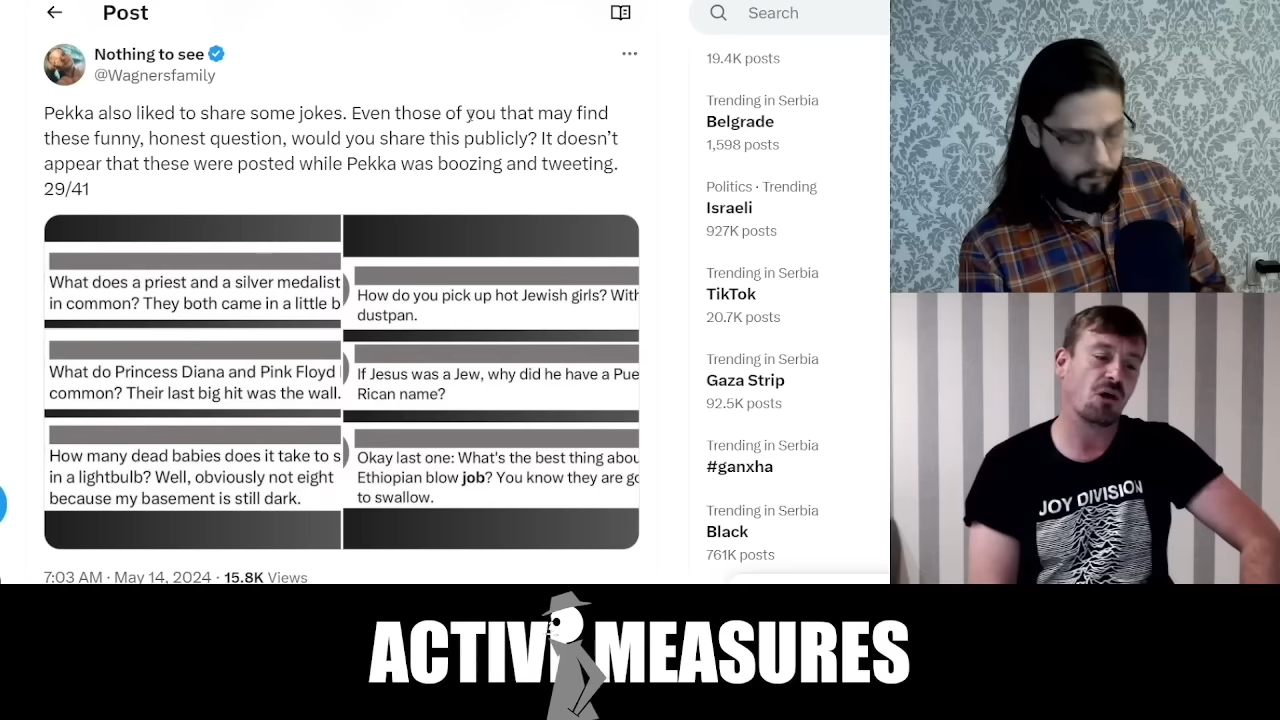 Post
Search
Nothing to see
@Wagnersfamily
Pekka also liked to share some jokes. Even those of you that may find
these funny, honest question, would you share this publicly? It doesn't
appear that these were posted while Pekka was boozing and tweeting.
29/41
What does a priest and a silver medalist
in common? They both came in a little b
What do Princess Diana and Pink Floyd
common? Their last big hit was the wall.
How many dead babies does it take to s
in a lightbulb? Well, obviously not eight
because my basement is still dark.
How do you pick up hot Jewish girls? With
dustpan.
If Jesus was a Jew, why did he have a Pue
Rican name?
Okay last one: What's the best thing abou
Ethiopian blow job? You know they are go
to swallow.
7:03 AM · May 14, 2024 · 15.8K Views
19.4K posts
Trending in Serbia
Belgrade
1,598 posts
Politics · Trending
Israeli
927K posts
Trending in Serbia
TikTok
20.7K posts
Trending in Serbia
Gaza Strip
92.5K posts
Trending in Serbia
#ganxha
Trending in Serbia
Black
761K posts
JOY DIVISION
ACTIVE MEASURES